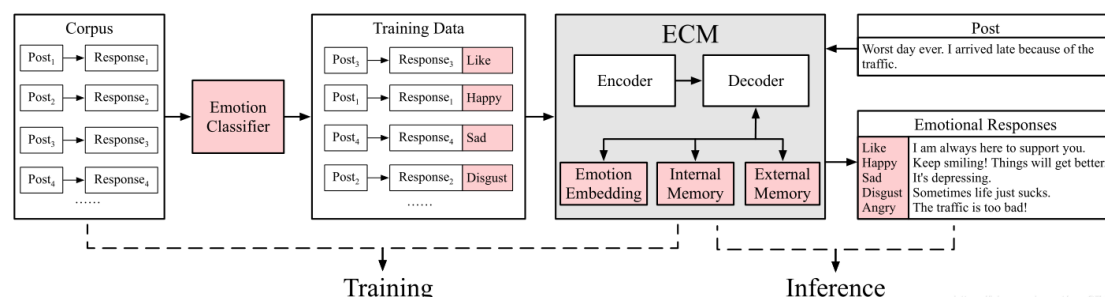 Corpus
Post1 Response1
Post2 Response2
Post3 Response3
Post4 Response4
……
Emotion
Classifier
Training Data
Post3 Response3 Like
Post1 Response1 Happy
Post4 Response4 Sad
Post2 Response2 Disgust
……
ECM
Encoder
Decoder
Emotion
Embedding
Internal
Memory
External
Memory
Post
Worst day ever. I arrived late because of the
traffic.
Emotional Responses
Like I am always here to support you.
Happy Keep smiling! Things will get better
Sad It's depressing.
Disgust Sometimes life just sucks.
Angry The traffic is too bad!
Training
Inference